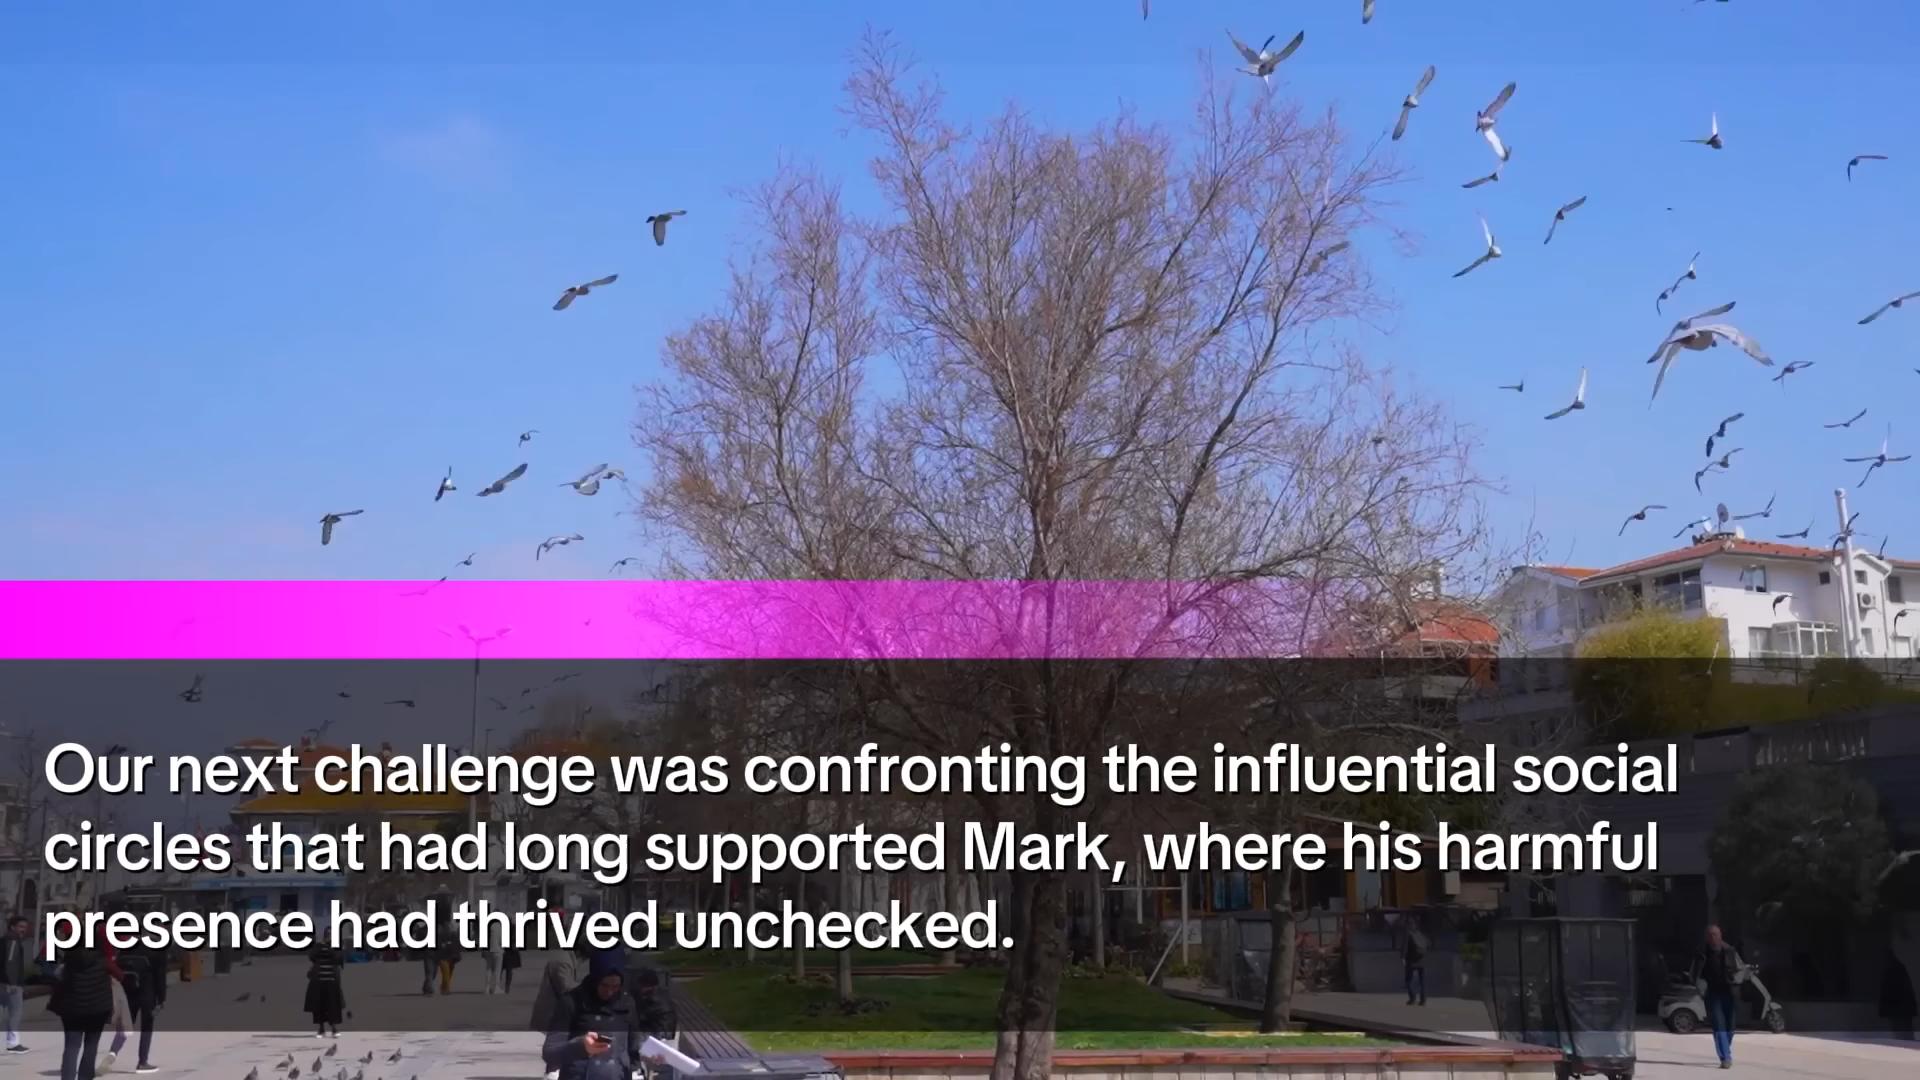 Our next challenge was confronting the influential social
circles that had long supported Mark, where his harmful
presence had thrived unchecked.